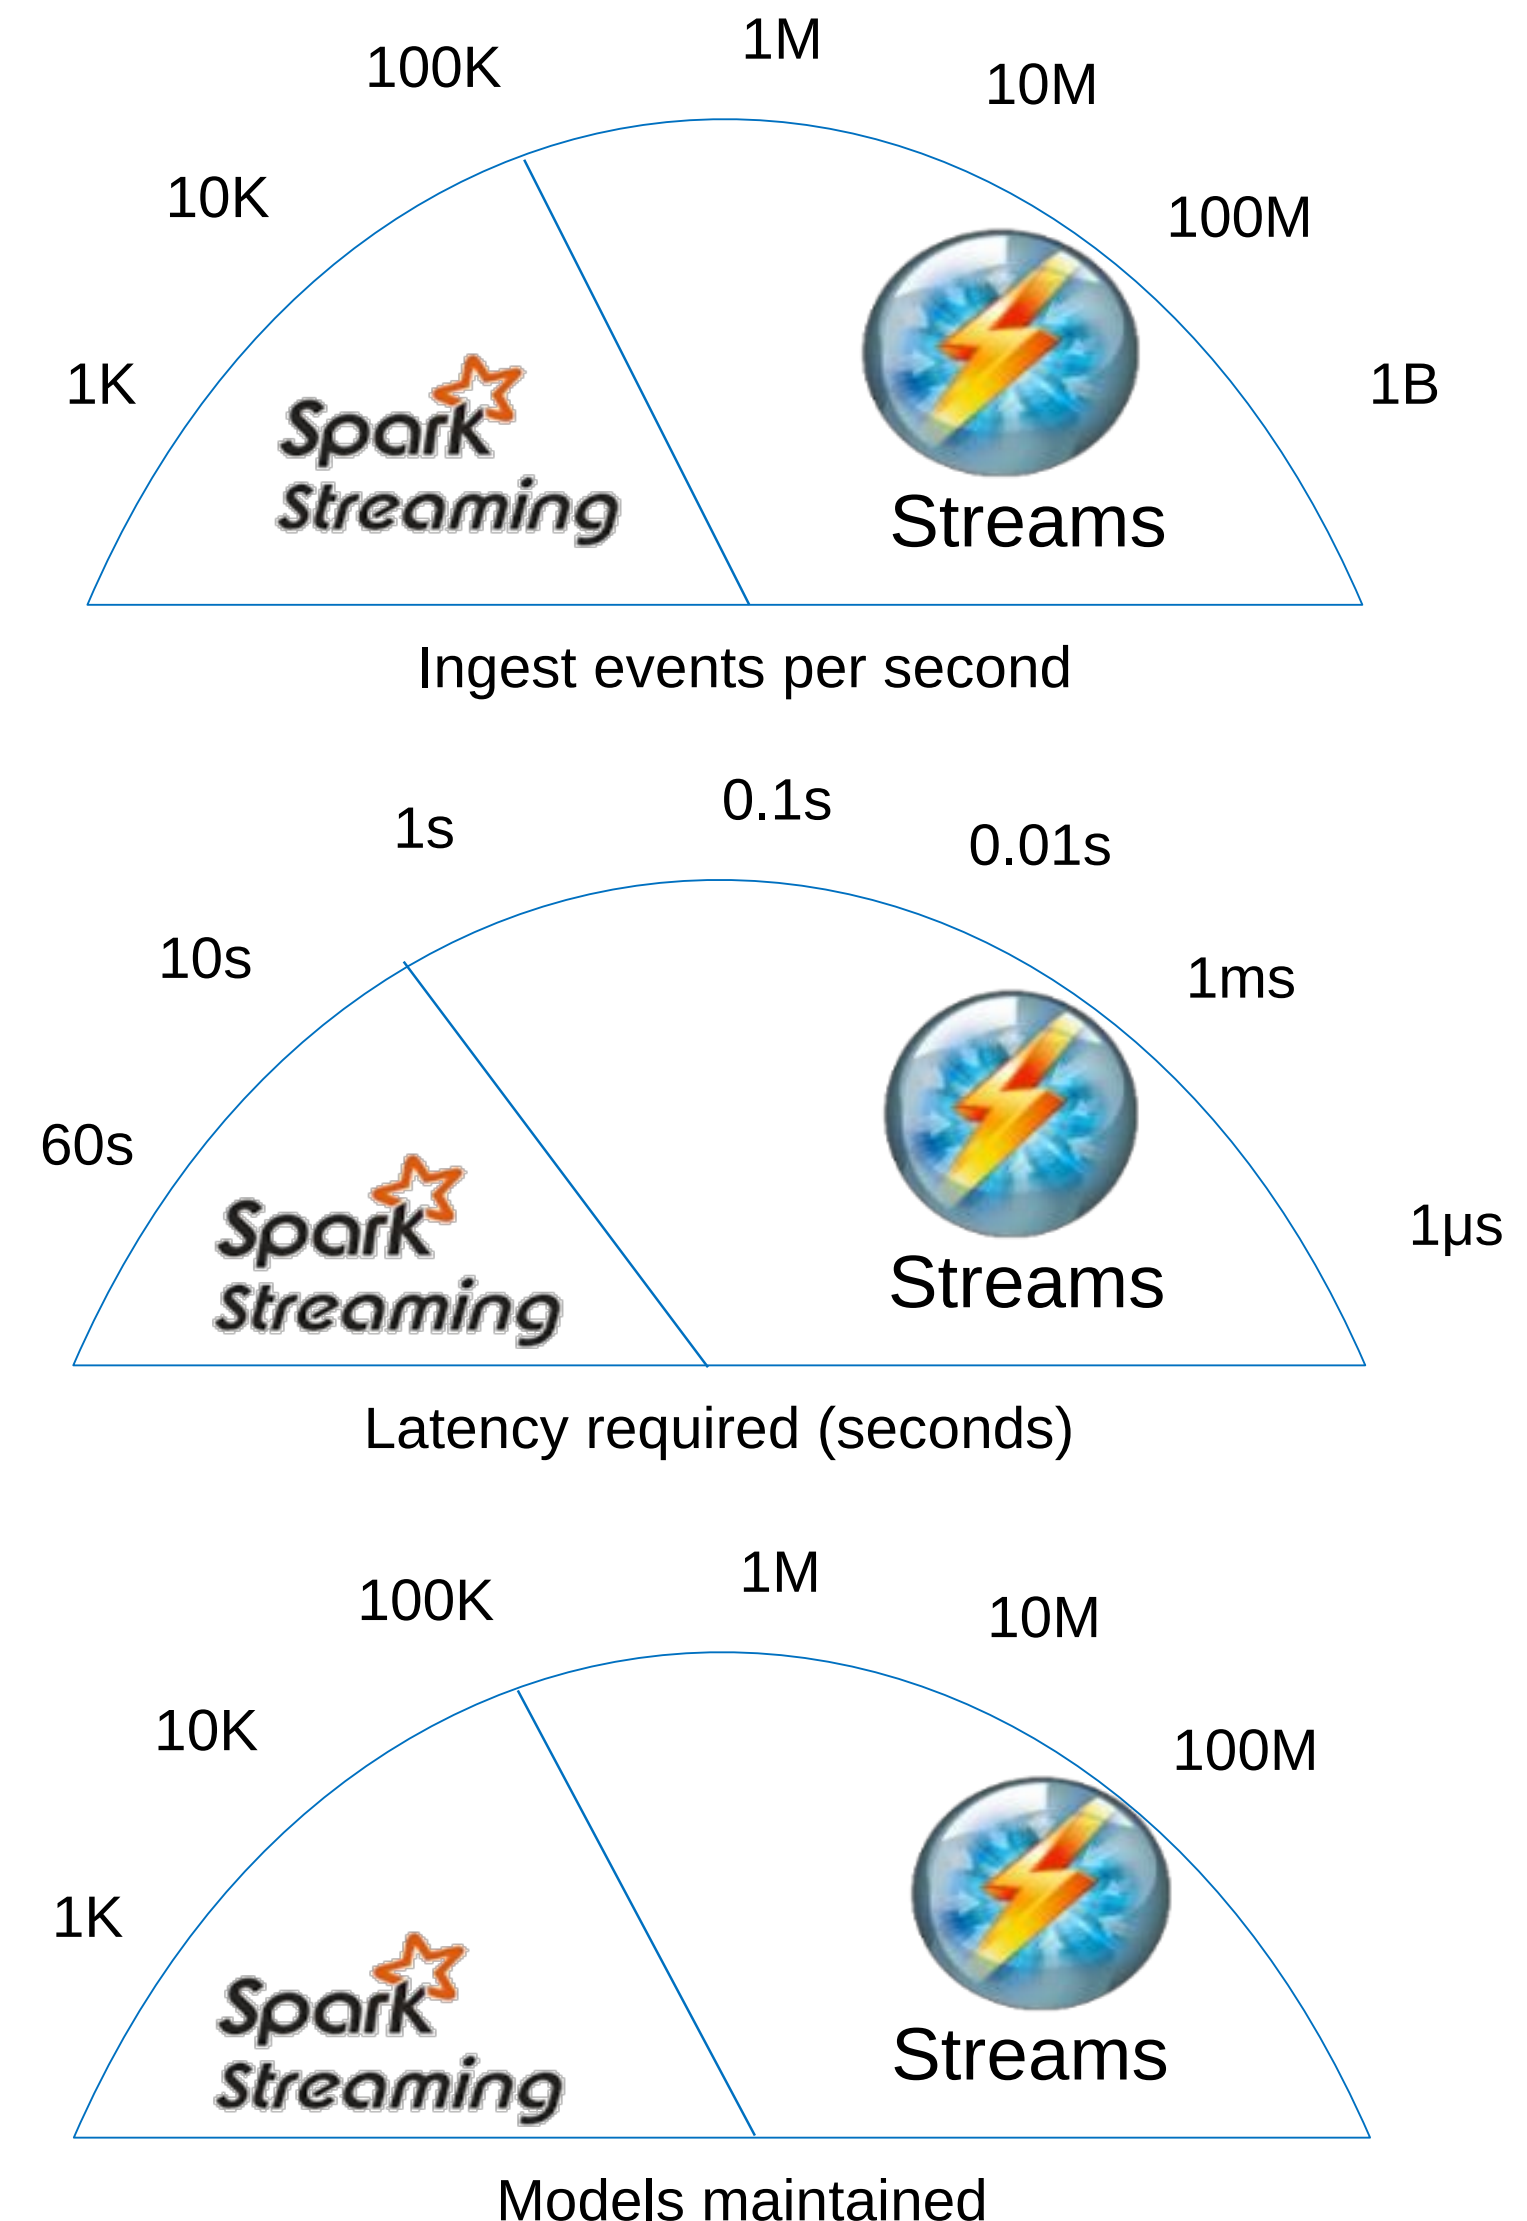 1M
100K
10M
10K
100M
1K
1B
Spark
Streaming
Streams
Ingest events per second
0.1s
1s
0.01s
10s
1ms
60s
1µs
Spark
Streaming
Streams
Latency required (seconds)
1M
100K
10M
10K
100M
1K
Spark
Streaming
Streams
Models maintained